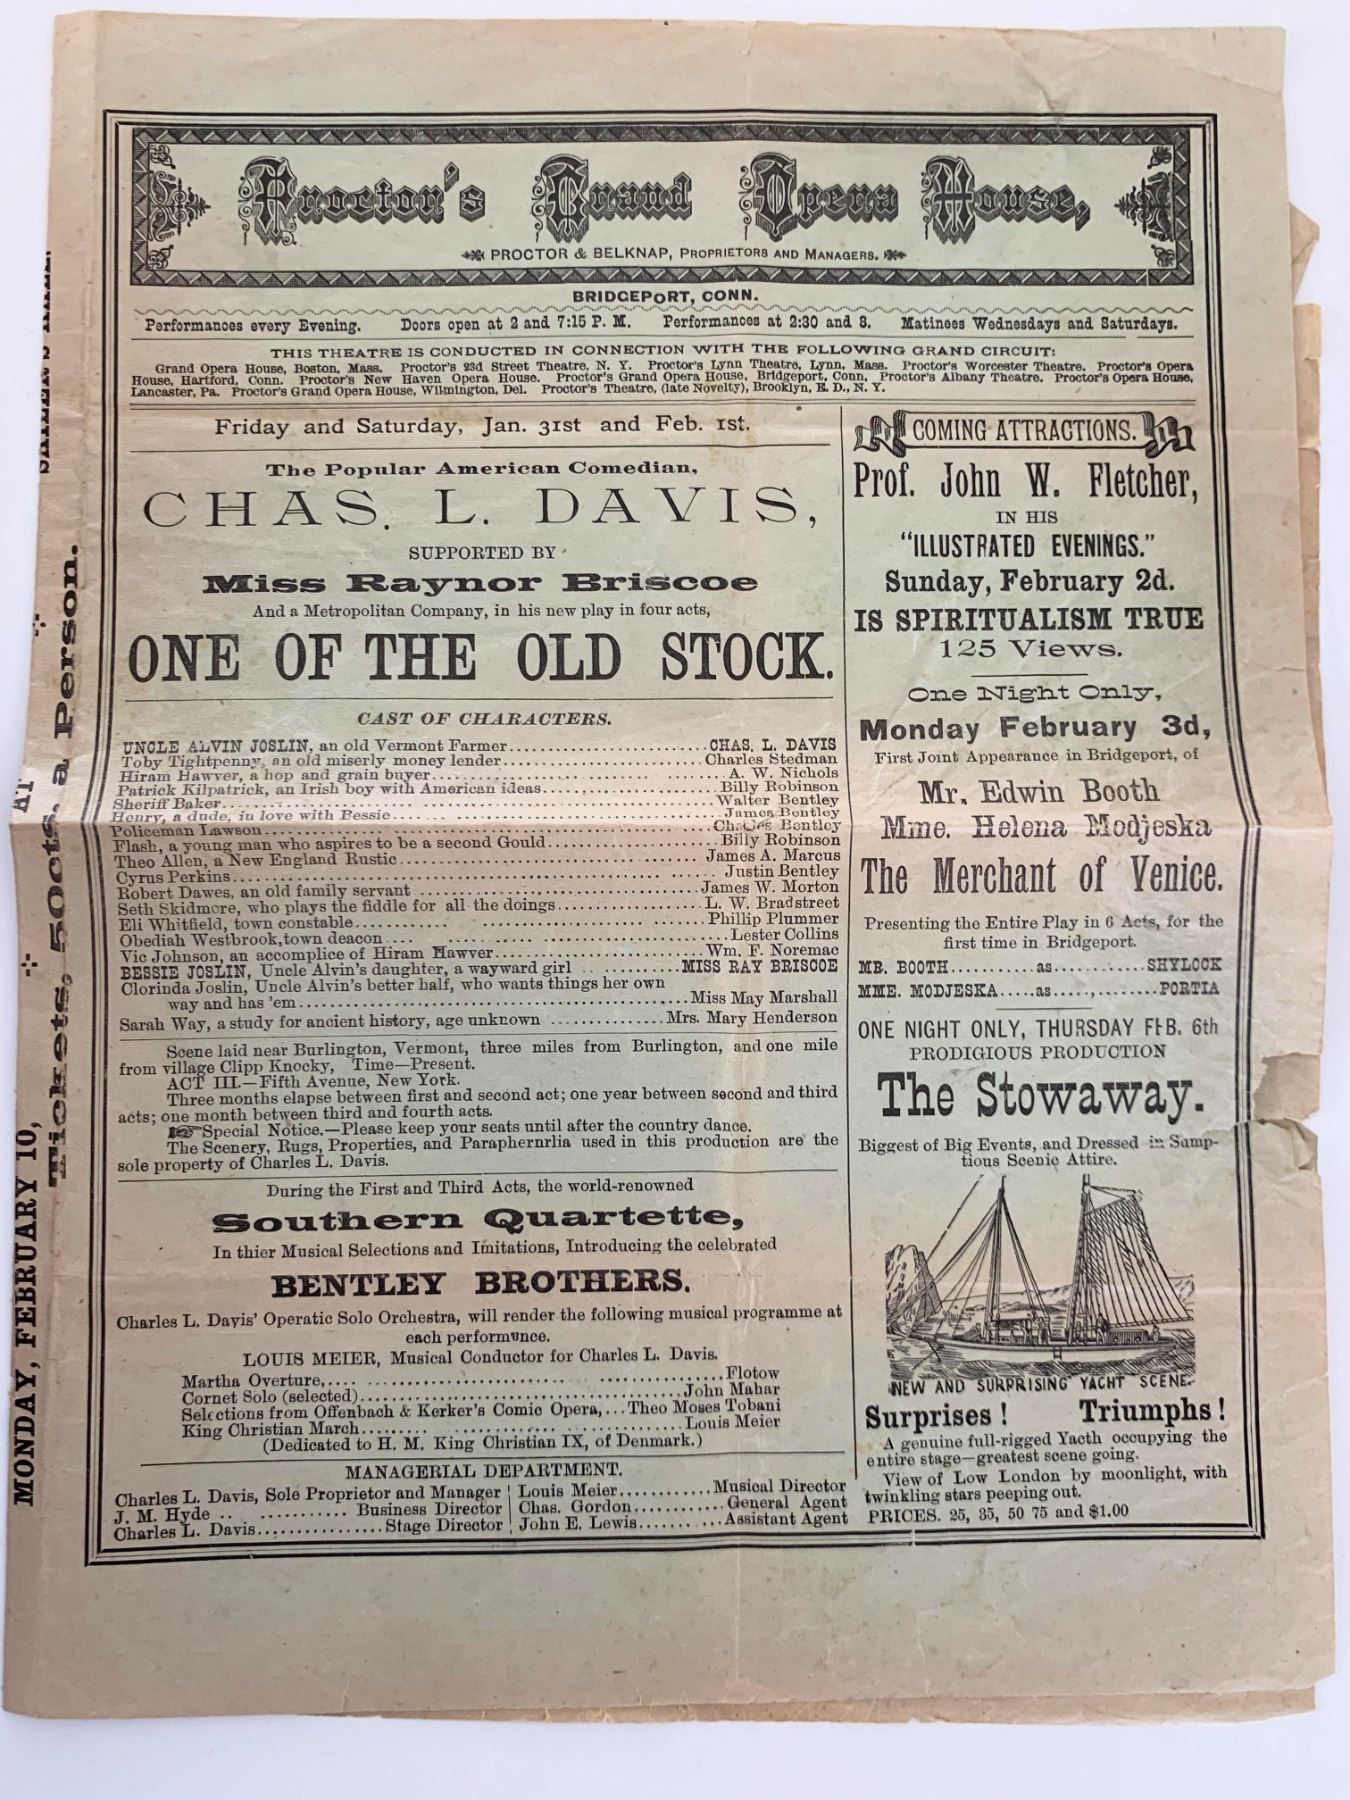 Proctor's Grand Opera House,
PROCTOR & BELKNAP, PROPRIETORS AND MANAGERS.
BRIDGEPORT, CONN.
Performances every Evening. Doors open at 2 and 7:15 P. M. Performances at 2:30 and 8. Matinees Wednesdays and Saturdays.
THIS THEATRE IS CONDUCTED IN CONNECTION WITH THE FOLLOWING GRAND CIRCUIT:
Grand Opera House, Boston, Mass. Proctor's 23d Street Theatre, N. Y. Proctor's Lynn Theatre, Lynn, Mass. Proctor's Worcester Theatre. Proctor's Opera
House, Hartford, Conn. Proctor's New Haven Opera House. Proctor's Grand Opera House, Bridgeport, Conn. Proctor's Albany Theatre. Proctor's Opera House,
Lancaster, Pa. Proctor's Grand Opera House, Wilmington, Del. Proctor's Theatre, (late Novelty), Brooklyn, E. D., N. Y.
Friday and Saturday, Jan. 31st and Feb. 1st.
The Popular American Comedian,
CHAS. L. DAVIS,
SUPPORTED BY
Miss Raynor Briscoe
And a Metropolitan Company, in his new play in four acts,
ONE OF THE OLD STOCK.
CAST OF CHARACTERS.
UNCLE ALVIN JOSLIN, an old Vermont Farmer........CHAS. L. DAVIS
Toby Tightpenny, an old miserly money lender........Charles Stedman
Hiram Hawver, a hop and grain buyer........A. W. Nichols
Patrick Kilpatrick, an Irish boy with American ideas........Billy Robinson
Sheriff Baker........Walter Bentley
Henry, a dude, in love with Bessie........James Bentley
Policeman Lawson........Charles Bentley
Flash, a young man who aspires to be a second Gould........Billy Robinson
Theo Allen, a New England Rustic........James A. Marcus
Cyrus Perkins........Justin Bentley
Robert Dawes, an old family servant ........James W. Morton
Seth Skidmore, who plays the fiddle for all the doings........L. W. Bradstreet
Eli Whitfield, town constable........Phillip Plummer
Obediah Westbrook,town deacon........Lester Collins
Vic Johnson, an accomplice of Hiram Hawver........Wm. F. Noremac
BESSIE JOSLIN, Uncle Alvin's daughter, a wayward girl ........MISS RAY BRISCOE
Clorinda Joslin, Uncle Alvin's better half, who wants things her own
way and has 'em........Miss May Marshall
Sarah Way, a study for ancient history, age unknown ........Mrs. Mary Henderson
Scene laid near Burlington, Vermont, three miles from Burlington, and one mile
from village Clipp Knocky, Time—Present.
ACT III.—Fifth Avenue, New York.
Three months elapse between first and second act; one year between second and third
acts; one month between third and fourth acts.
☞Special Notice.—Please keep your seats until after the country dance.
The Scenery, Rugs, Properties, and Paraphernrlia used in this production are the
sole property of Charles L. Davis.
During the First and Third Acts, the world-renowned
Southern Quartette,
In thier Musical Selections and Imitations, Introducing the celebrated
BENTLEY BROTHERS.
Charles L. Davis' Operatic Solo Orchestra, will render the following musical programme at
each performence.
LOUIS MEIER, Musical Conductor for Charles L. Davis.
Martha Overture,........Flotow
Cornet Solo (selected)........John Mahar
Selections from Offenbach & Kerker's Comic Opera,...Theo Moses Tobani
King Christian March........Louis Meier
(Dedicated to H. M. King Christian IX, of Denmark.)
MANAGERIAL DEPARTMENT.
Charles L. Davis, Sole Proprietor and Manager
J. M. Hyde ........ Business Director
Charles L. Davis........Stage Director
Louis Meier........Musical Director
Chas. Gordon........General Agent
John E. Lewis........Assistant Agent
COMING ATTRACTIONS.
Prof. John W. Fletcher,
IN HIS
"ILLUSTRATED EVENINGS."
Sunday, February 2d.
IS SPIRITUALISM TRUE
125 Views.
One Night Only,
Monday February 3d,
First Joint Appearance in Bridgeport, of
Mr. Edwin Booth
Mme. Helena Modjeska
The Merchant of Venice.
Presenting the Entire Play in 6 Acts, for the
first time in Bridgeport.
MR. BOOTH........as........SHYLOCK
MME. MODJESKA.....as.....,........PORTIA
ONE NIGHT ONLY, THURSDAY FEB. 6th
PRODIGIOUS PRODUCTION
The Stowaway.
Biggest of Big Events, and Dressed in Sump-
tious Scenic Attire.
NEW AND SURPRISING YACHT SCENE.
Surprises! Triumphs!
A genuine full-rigged Yacth occupying the
entire stage—greatest scene going.
View of Low London by moonlight, with
twinkling stars peeping out.
PRICES. 25, 35, 50 75 and $1.00
MONDAY, FEBRUARY 10,
AT
Tickets, 50cts. a Person.